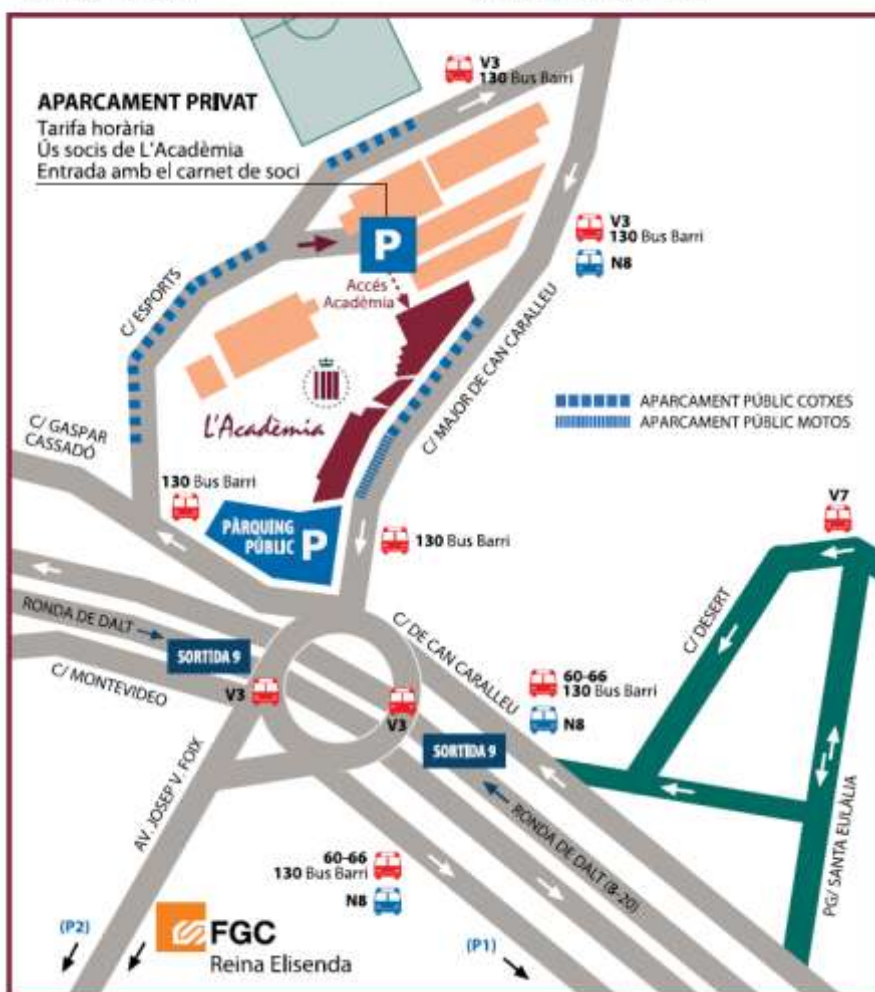 V3
130 Bus Barri
APARCAMENT PRIVAT
Tarifa horària
Ús socis de L'Acadèmia
Entrada amb el carnet de soci
P
V3
130 Bus Barri
N8
Accés
Acadèmia
C/ ESPORTS
C/ MAJOR DE CAN CARALLEU
L'Acadèmia
APARCAMENT PÚBLIC COTXES
APARCAMENT PÚBLIC MOTOS
C/ GASPAR
CASSADÓ
130 Bus Barri
V7
PÀRQUING
PÚBLIC
P
130 Bus Barri
RONDA DE DALT
SORTIDA 9
C/ MONTEVIDEO
C/ DE CAN CARALLEU
C/ DESERT
60-66
130 Bus Barri
N8
V3
V3
SORTIDA 9
AV. JOSEP V. FOIX
RONDA DE DALT (B-20)
PG/ SANTA EULÀLIA
60-66
130 Bus Barri
N8
(P2)
FGC
Reina Elisenda
(P1)